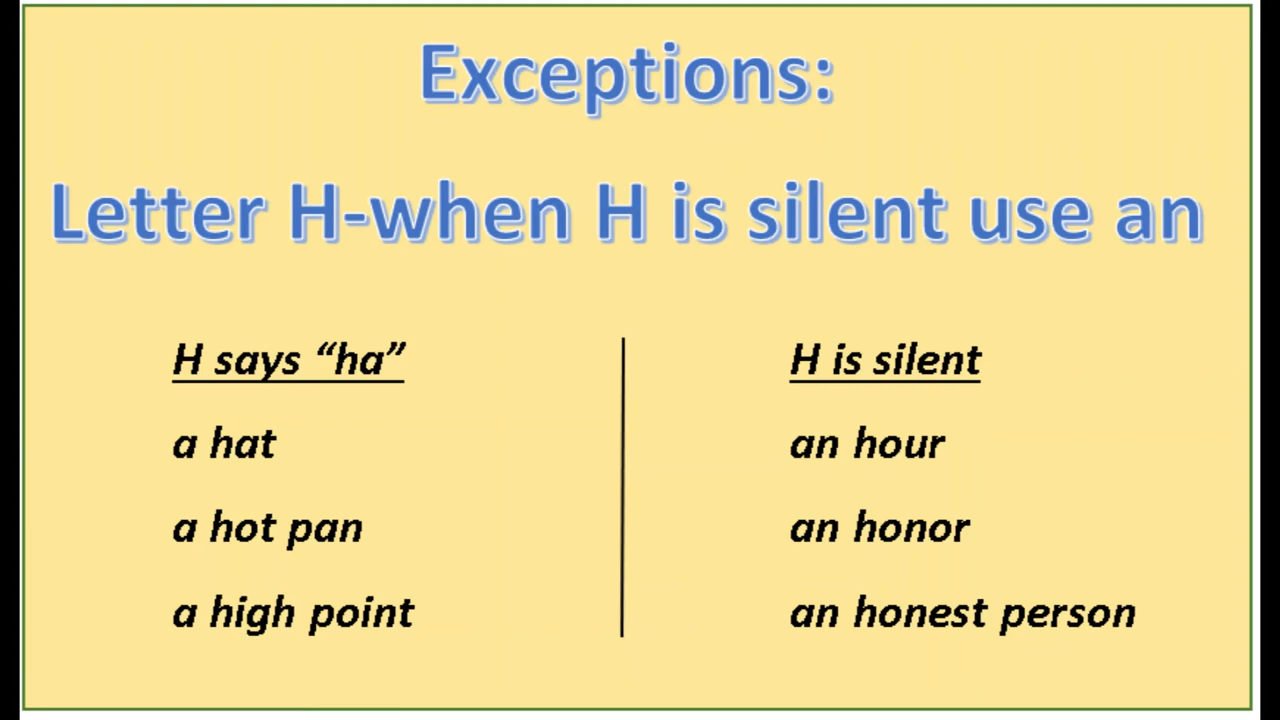 Exceptions:
Letter H-when H is silent use an
H says “ha”
a hat
a hot pan
a high point
H is silent
an hour
an honor
an honest person